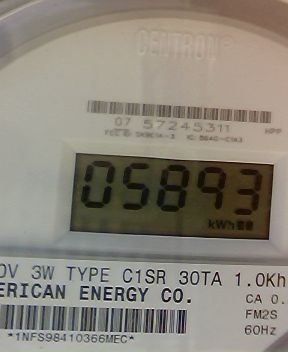 CENTRON®
07 57245311
HPP
05893
kWh
0V 3W TYPE C1SR 30TA 1.0Kh
ERICAN ENERGY CO.
CA 0.
FM2S
60Hz
*1NFS98410366MEC*